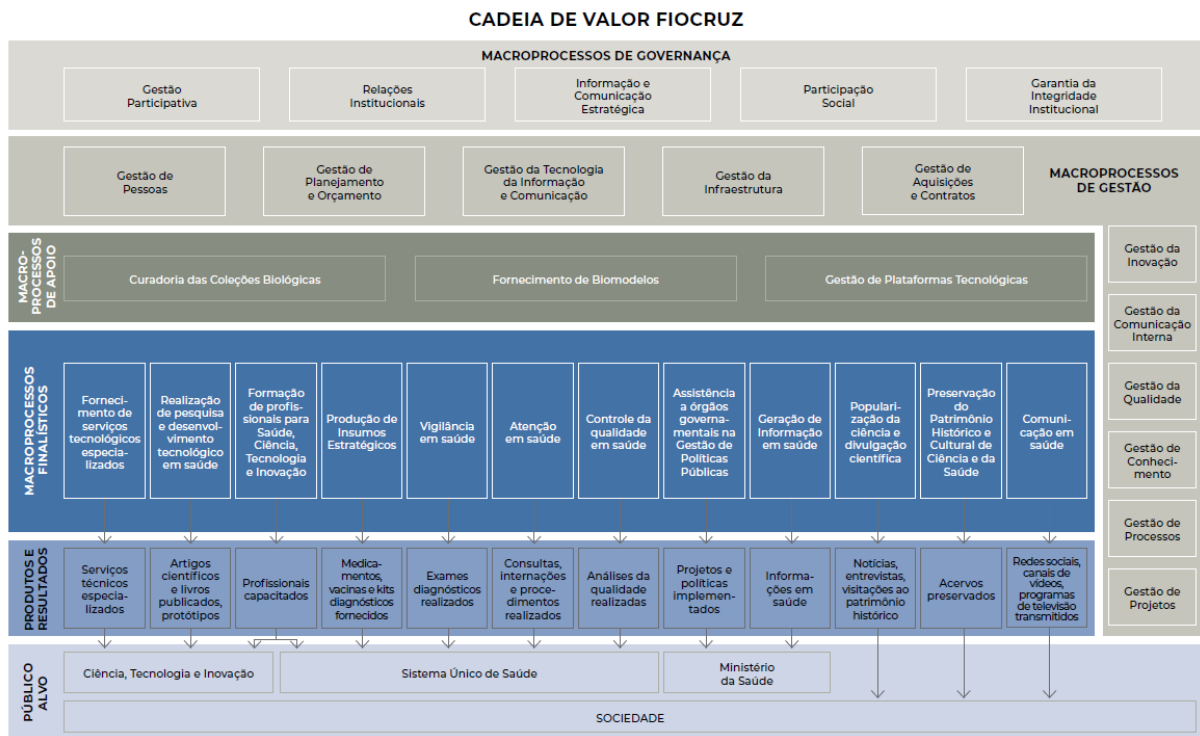 CADEIA DE VALOR FIOCRUZ
MACROPROCESSOS DE GOVERNANÇA
Gestão
Participativa
Relações
Institucionais
Informação e
Comunicação
Estratégica
Participação
Social
Garantia da
Integridade
Institucional
Gestão de
Pessoas
Gestão de
Planejamento
e Orçamento
Gestão da Tecnologia
da Informação
e Comunicação
Gestão da
Infraestrutura
Gestão de
Aquisições
e Contratos
MACROPROCESSOS
DE GESTÃO
Gestão da
Inovação
Gestão da
Comunicação
Interna
Gestão da
Qualidade
Gestão de
Conheci-
mento
Gestão de
Processos
Gestão de
Projetos
MACRO-
PROCESSOS
DE APOIO
Curadoria das Coleções Biológicas
Fornecimento de Biomodelos
Gestão de Plataformas Tecnológicas
MACROPROCESSOS
FINALÍSTICOS
Forneci-
mento de
serviços
tecnológicos
especia-
lizados
Realização
de pesquisa
e desenvol-
vimento
tecnológico
em saúde
Formação
de profis-
sionais para
Saúde,
Ciência,
Tecnologia
e Inovação
Produção de
Insumos
Estratégicos
Vigilância
em saúde
Atenção
em saúde
Controle da
qualidade em
saúde
Assistência
a órgãos
governa-
mentais na
Gestão de
Políticas
Públicas
Geração de
Informação
em saúde
Populari-
zação da
ciência e
divulgação
científica
Preservação
do
Patrimônio
Histórico e
Cultural de
Ciência e da
Saúde
Comuni-
cação em
saúde
PRODUTOS E
RESULTADOS
Serviços
técnicos
especia-
lizados
Artigos
científicos
e livros
publicados,
protótipos
Profissionais
capacitados
Medica-
mentos,
vacinas e kits
diagnósticos
fornecidos
Exames
diagnósticos
realizados
Consultas,
internações
e proce-
dimentos
realizados
Análises da
qualidade
realizadas
Projetos e
políticas
implemen-
tados
Informa-
ções em
saúde
Notícias,
entrevistas,
visitações ao
patrimônio
histórico
Acervos
preservados
Redes sociais,
canais de
vídeos,
programas
de televisão
transmitidos
PÚBLICO
ALVO
Ciência, Tecnologia e Inovação
Sistema Único de Saúde
Ministério
da Saúde
SOCIEDADE